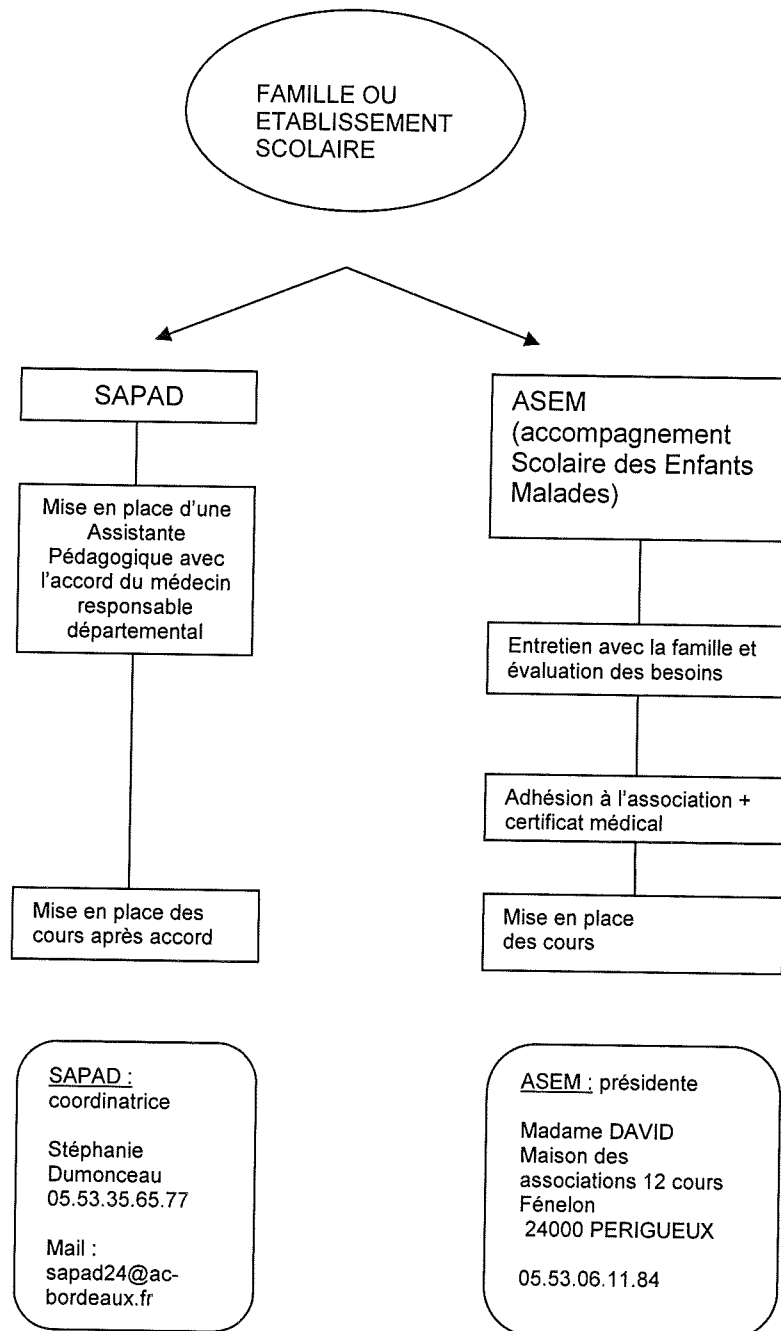 FAMILLE OU
ETABLISSEMENT
SCOLAIRE
SAPAD
Mise en place d'une
Assistante
Pédagogique avec
l'accord du médecin
responsable
départemental
Mise en place des
cours après accord
ASEM
(accompagnement
Scolaire des Enfants
Malades)
Entretien avec la famille et
évaluation des besoins
Adhésion à l'association +
certificat médical
Mise en place
des cours
SAPAD :
coordinatrice
Stéphanie
Dumonceau
05.53.35.65.77
Mail :
sapad24@ac-
bordeaux.fr
ASEM : présidente
Madame DAVID
Maison des
associations 12 cours
Fénelon
24000 PERIGUEUX
05.53.06.11.84